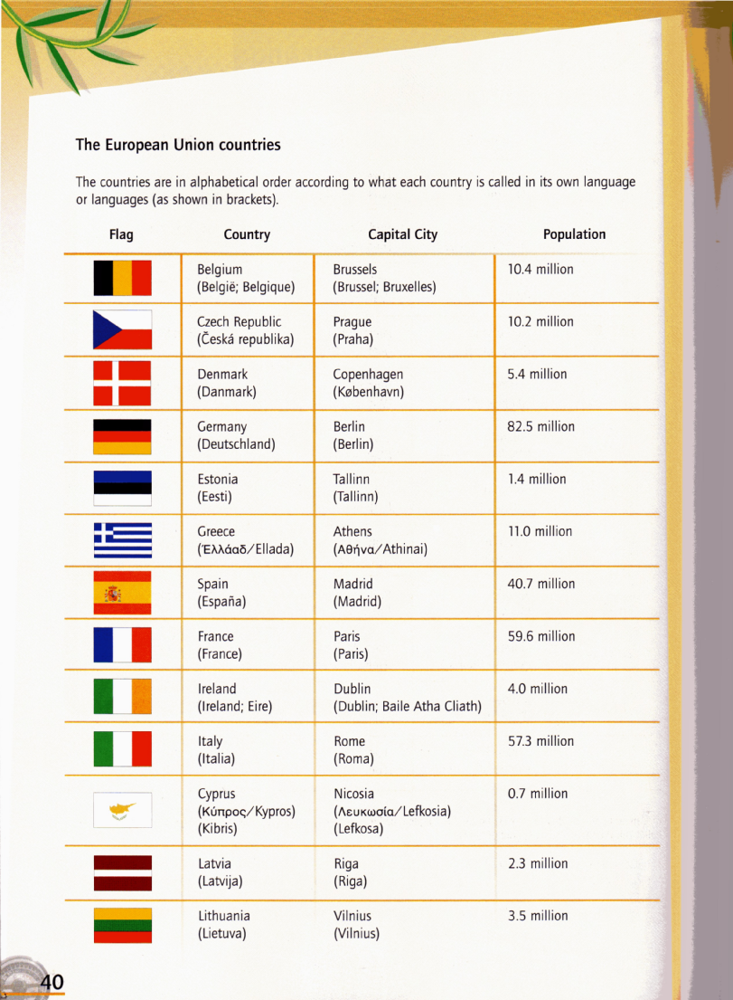 The European Union countries
The countries are in alphabetical order according to what each country is called in its own language
or languages (as shown in brackets).
Flag Country Capital City Population
Belgium Brussels 10.4 million
(België; Belgique) (Brussel; Bruxelles)
Czech Republic Prague 10.2 million
(Česká republika) (Praha)
Denmark Copenhagen 5.4 million
(Danmark) (København)
Germany Berlin 82.5 million
(Deutschland) (Berlin)
Estonia Tallinn 1.4 million
(Eesti) (Tallinn)
Greece Athens 11.0 million
(Έλλάαδ/Ellada) (Αθήνα/Athinai)
Spain Madrid 40.7 million
(España) (Madrid)
France Paris 59.6 million
(France) (Paris)
Ireland Dublin 4.0 million
(Ireland; Eire) (Dublin; Baile Atha Cliath)
Italy Rome 57.3 million
(Italia) (Roma)
Cyprus Nicosia 0.7 million
(Κύπρος/Kypros) (Λευκωσία/Lefkosia)
(Kibris) (Lefkosa)
Latvia Riga 2.3 million
(Latvija) (Riga)
Lithuania Vilnius 3.5 million
(Lietuva) (Vilnius)
40